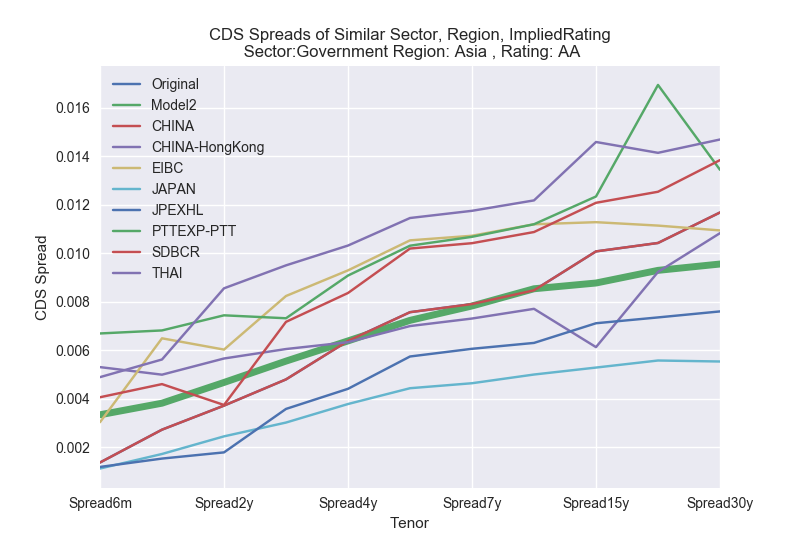 CDS Spreads of Similar Sector, Region, ImpliedRating
Sector:Government Region: Asia , Rating: AA
Original
Model2
CHINA
CHINA-HongKong
EIBC
JAPAN
JPEXHL
PTTEXP-PTT
SDBCR
THAI
CDS Spread
0.016
0.014
0.012
0.010
0.008
0.006
0.004
0.002
Spread6m Spread2y Spread4y Spread7y Spread15y Spread30y
Tenor